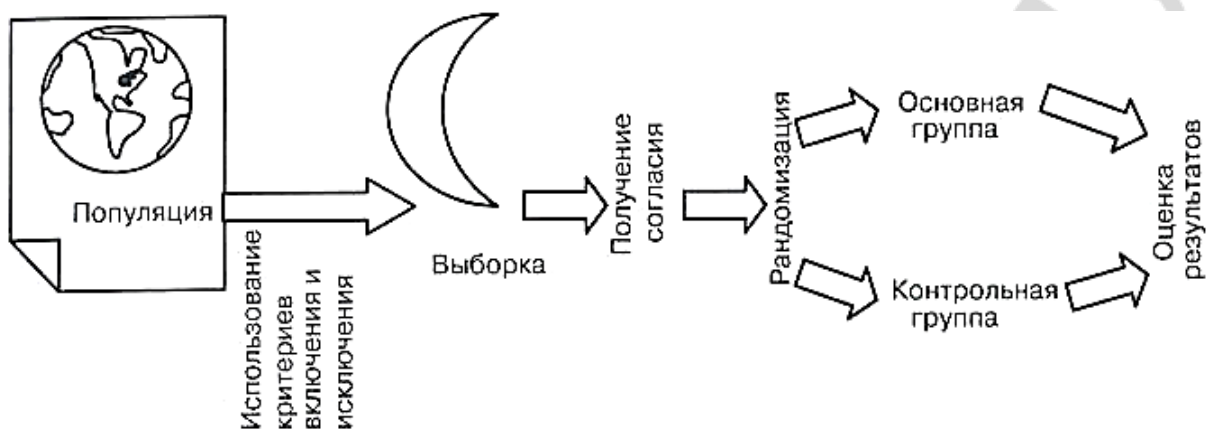 Популяция
Использование
критериев
включения и
исключения
Выборка
Получение
согласия
Рандомизация
Основная
группа
Контрольная
группа
Оценка
результатов